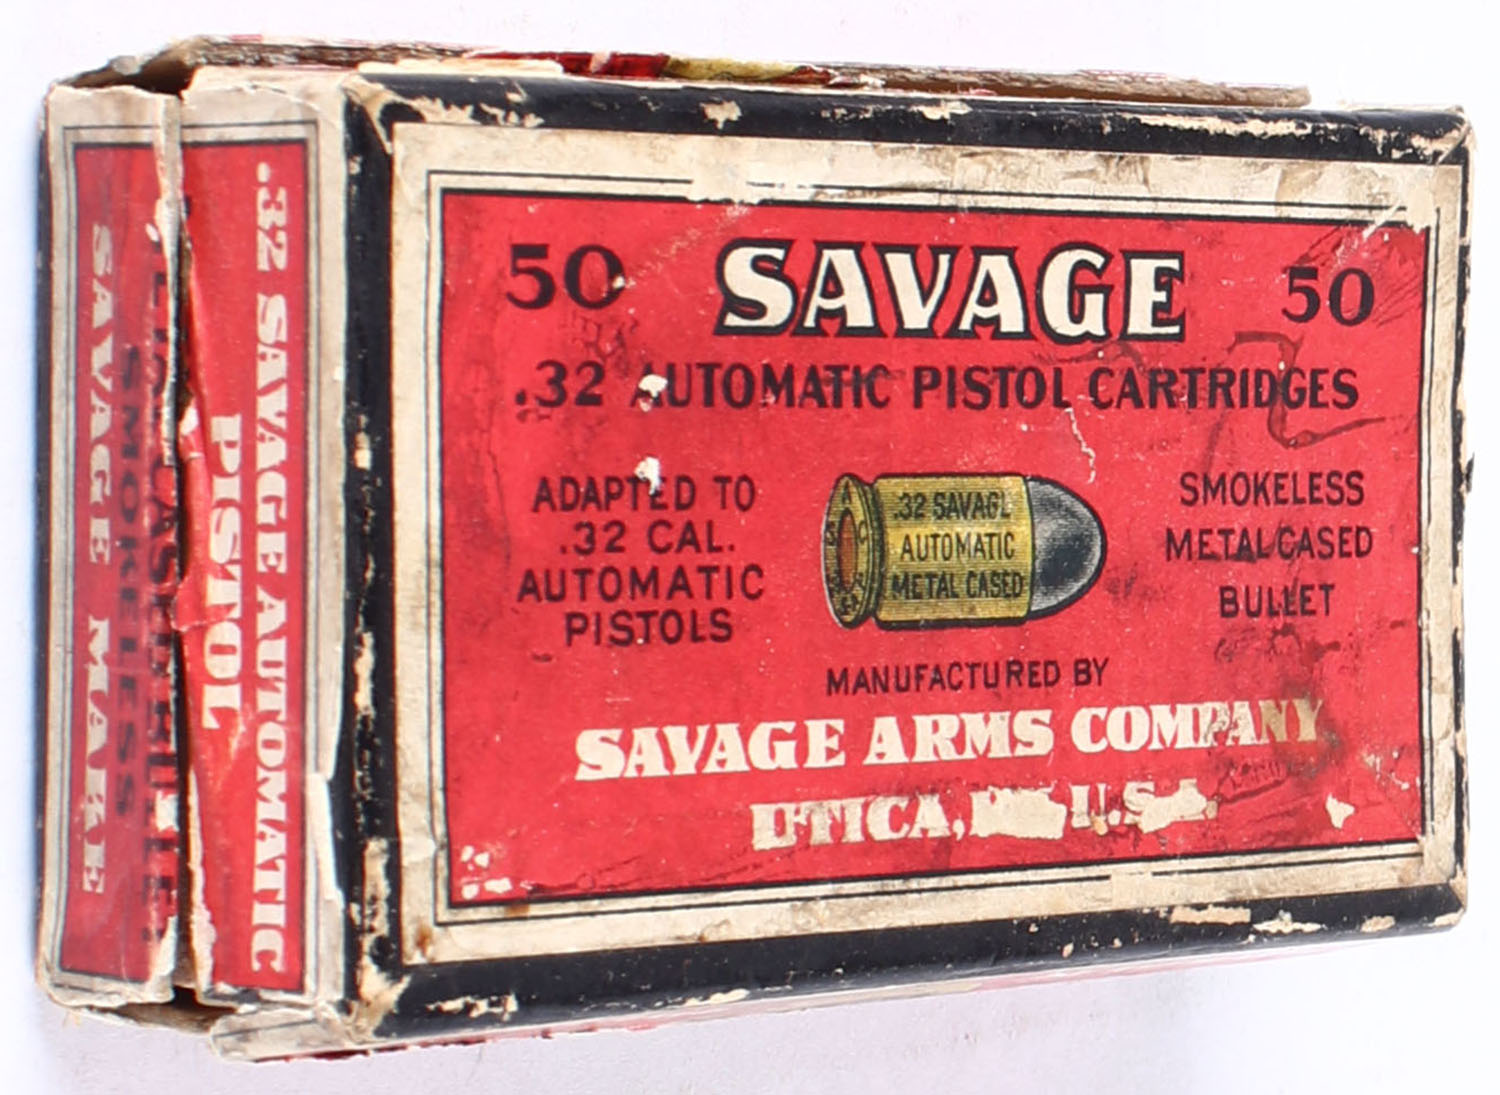 50 SAVAGE 50
.32 AUTOMATIC PISTOL CARTRIDGES
ADAPTED TO
.32 CAL.
AUTOMATIC
PISTOLS
.32 SAVAGE
AUTOMATIC
METAL CASED
SMOKELESS
METAL CASED
BULLET
MANUFACTURED BY
SAVAGE ARMS COMPANY
UTICA, U.S.A.
.32 SAVAGE AUTOMATIC
PISTOL
SMOKELESS
SAVAGE MAKE